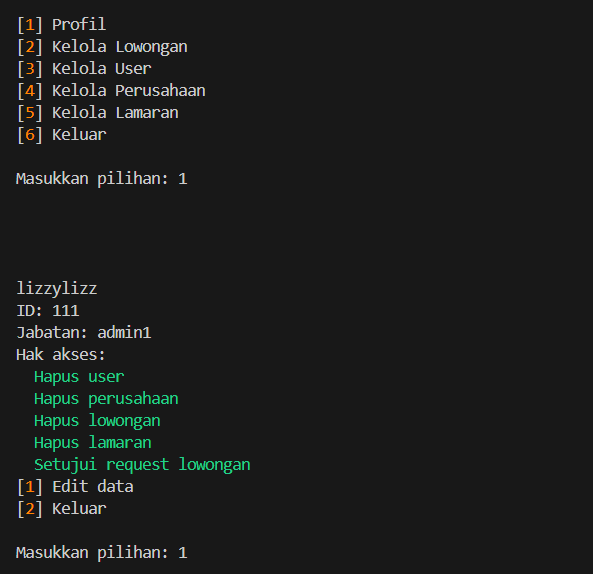 [1] Profil
[2] Kelola Lowongan
[3] Kelola User
[4] Kelola Perusahaan
[5] Kelola Lamaran
[6] Keluar
Masukkan pilihan: 1
lizzylizz
ID: 111
Jabatan: admin1
Hak akses:
Hapus user
Hapus perusahaan
Hapus lowongan
Hapus lamaran
Setujui request lowongan
[1] Edit data
[2] Keluar
Masukkan pilihan: 1